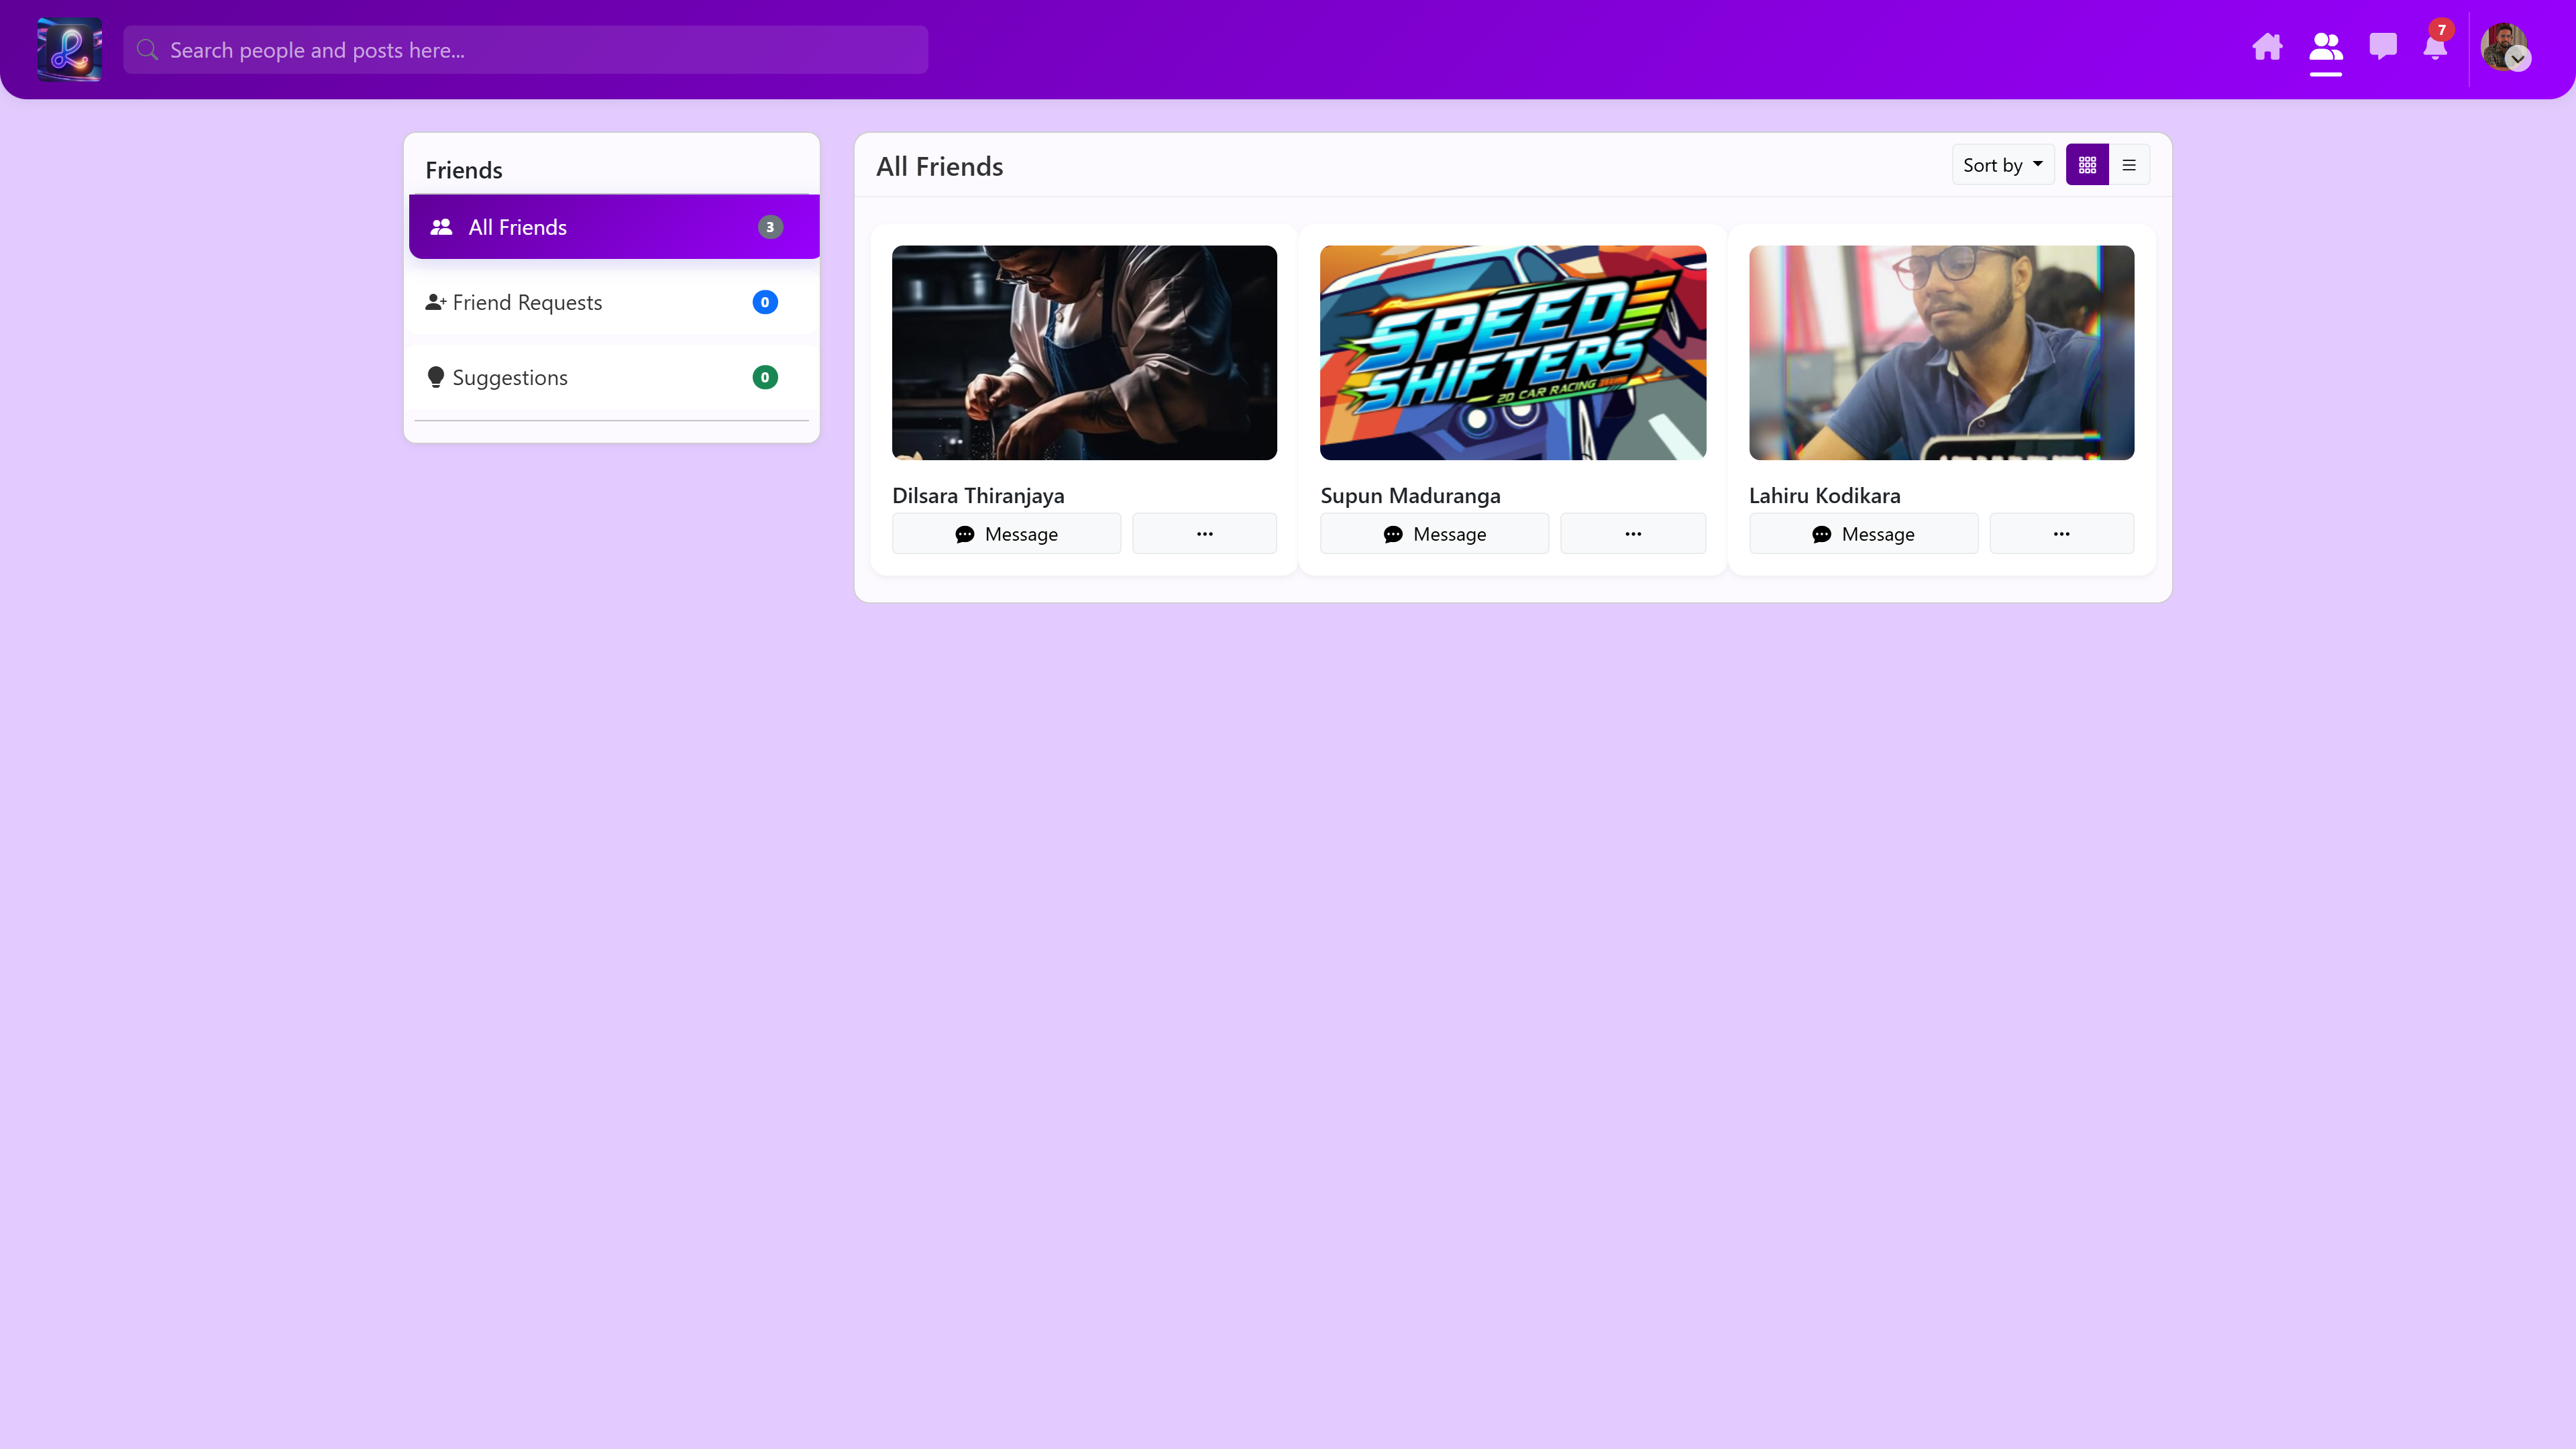 Search people and posts here...
7
Friends
All Friends
3
Friend Requests
0
Suggestions
0
All Friends
Sort by
SPEED
SHIFTERS
2D CAR RACING
Dilsara Thiranjaya
Message
Supun Maduranga
Message
Lahiru Kodikara
Message